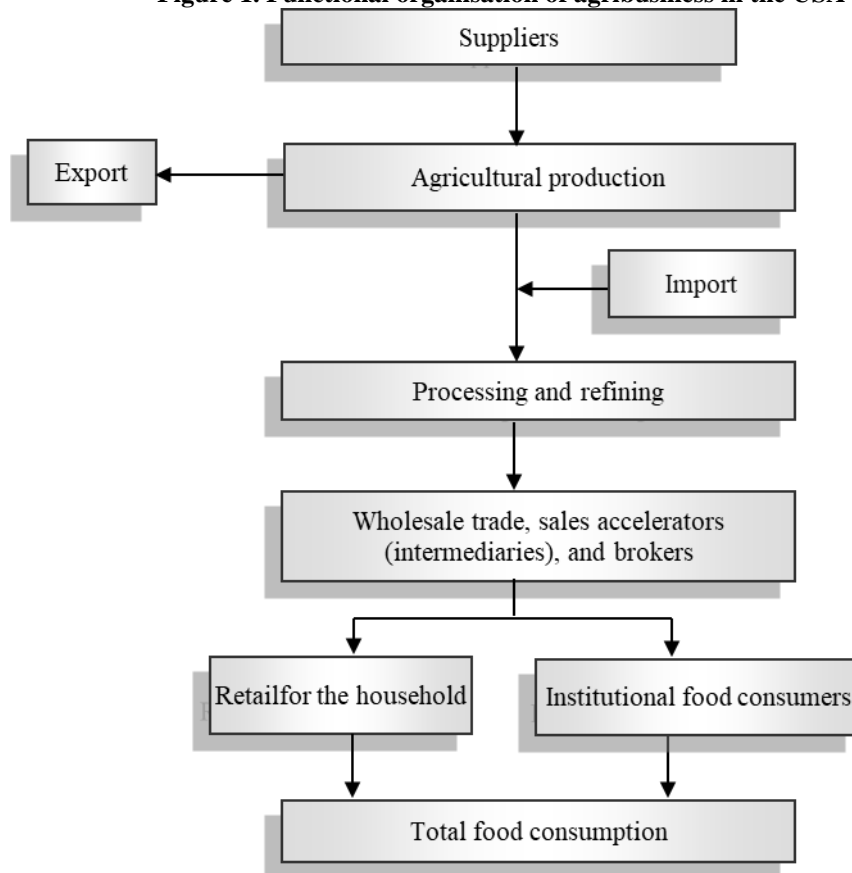 Figure 1. Functional organisation of agribusiness in the USA
Suppliers
Export
Agricultural production
Import
Processing and refining
Wholesale trade, sales accelerators
(intermediaries), and brokers
Retailfor the household
Institutional food consumers
Total food consumption